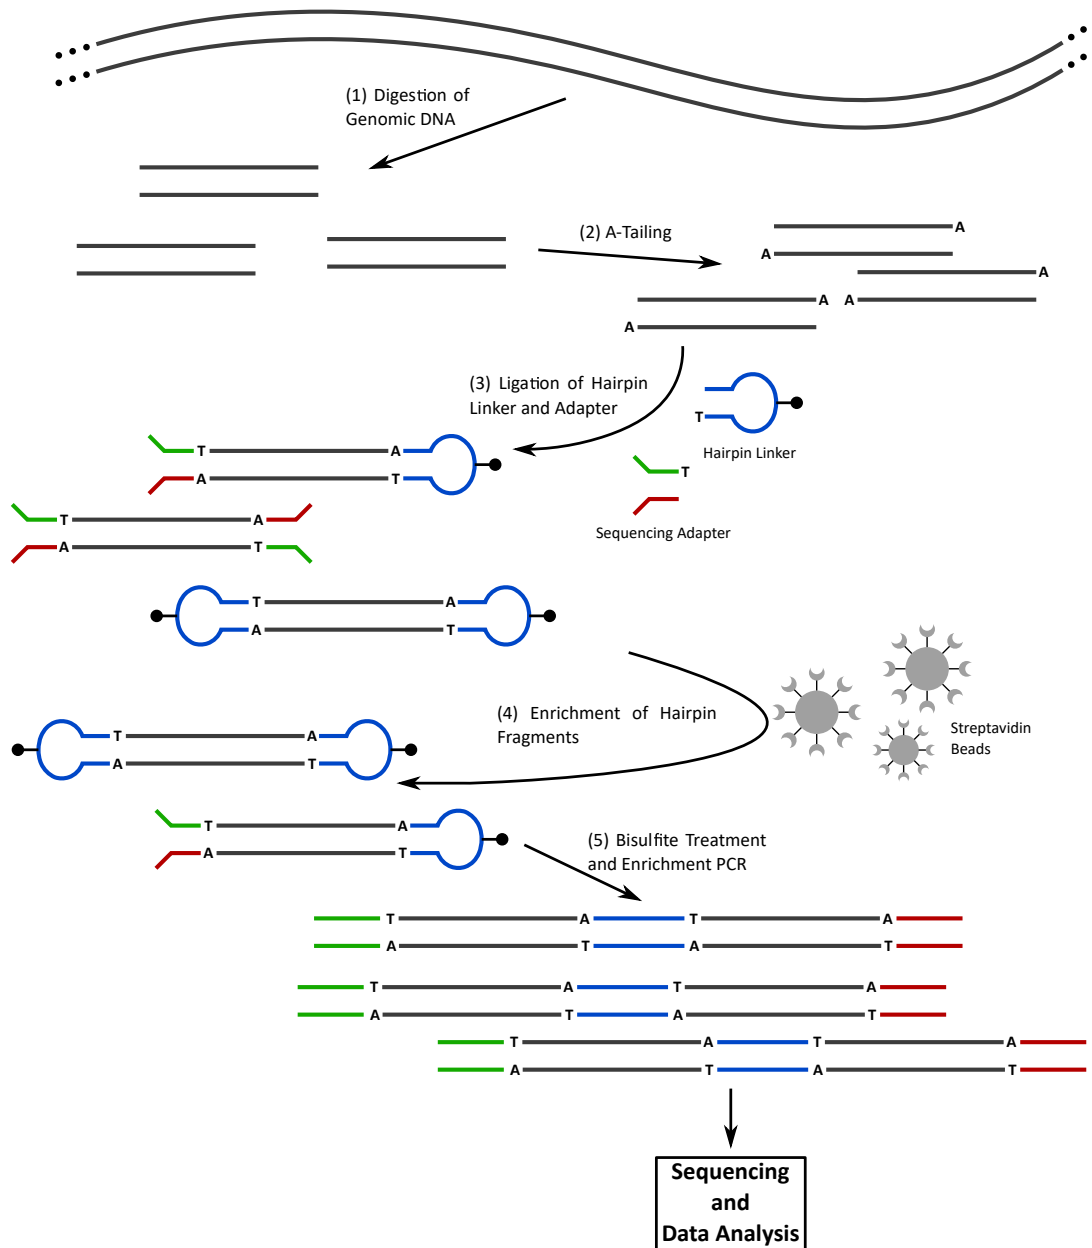 (1) Digestion of
Genomic DNA
(2) A-Tailing
A
A
A
A A
A
(3) Ligation of Hairpin
Linker and Adapter
T
Hairpin Linker
T
Sequencing Adapter
T A
A T
T A
A T
T A
A T
(4) Enrichment of Hairpin
Fragments
Streptavidin
Beads
T A
A T
T A
A T
(5) Bisulfite Treatment
and Enrichment PCR
T A T A
A T A T
T A T A
A T A T
T A T A
A T A T
Sequencing
and
Data Analysis